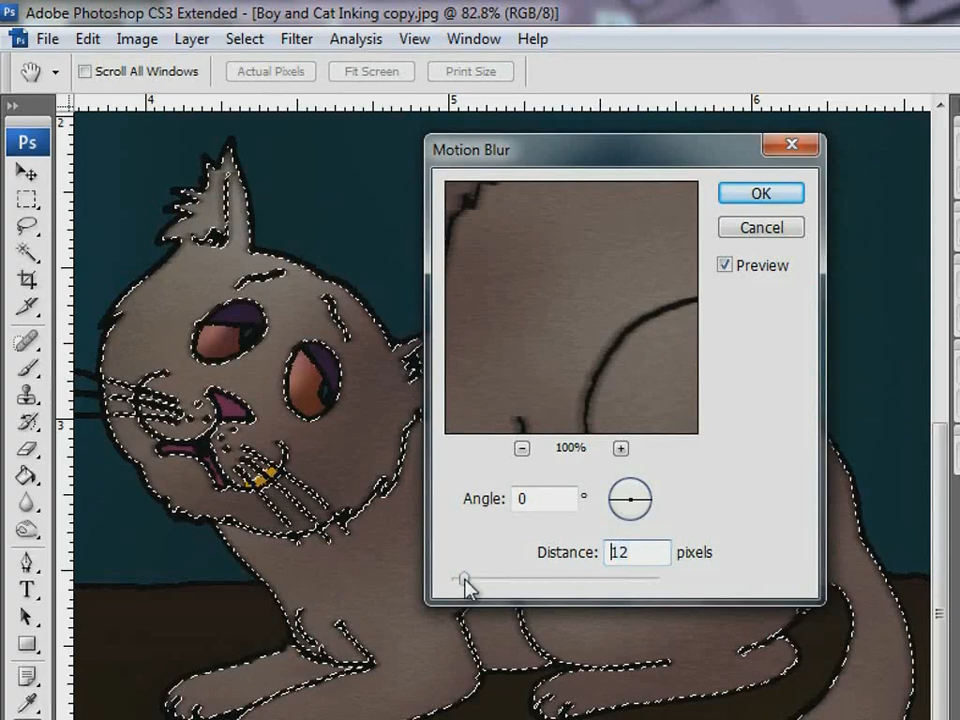 Ps Adobe Photoshop CS3 Extended - [Boy and Cat Inking copy.jpg @ 82.8% (RGB/8)]
Ps File Edit Image Layer Select Filter Analysis View Window Help
Scroll All Windows Actual Pixels Fit Screen Print Size
4 5 6
2
Ps
3
T
Motion Blur
OK
Cancel
Preview
100%
Angle: 0 °
Distance: 12 pixels